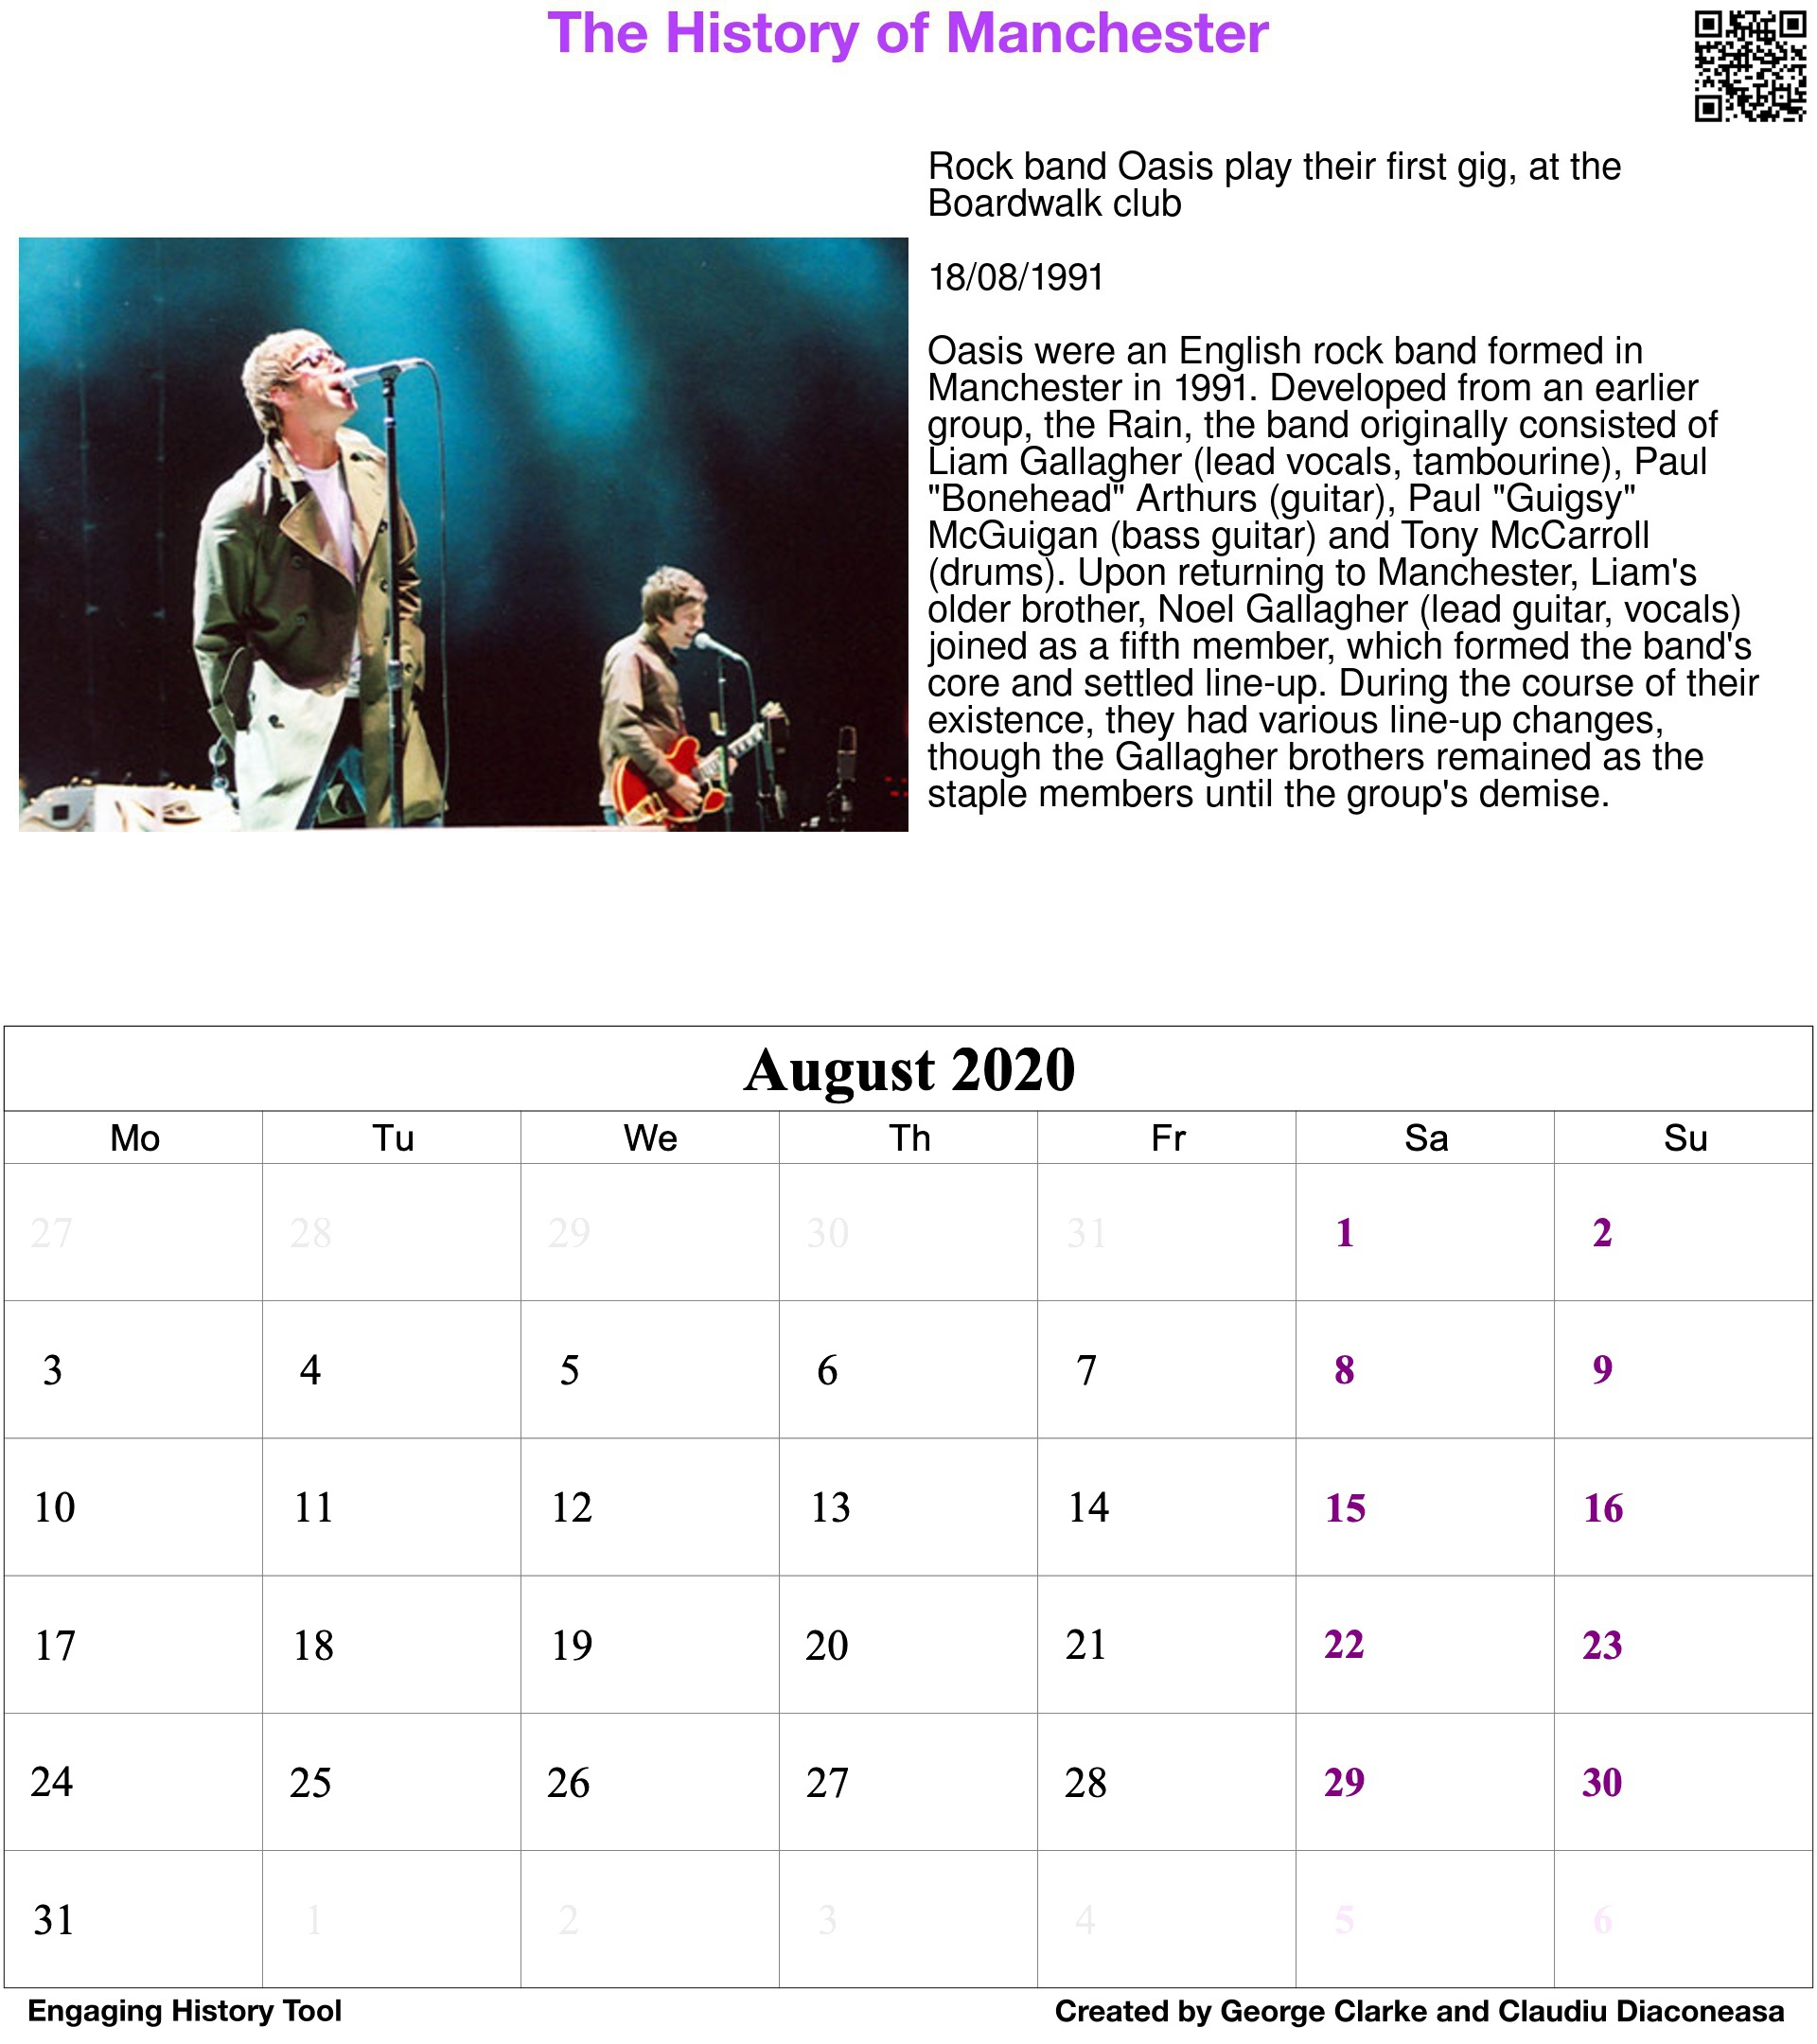 The History of Manchester
Rock band Oasis play their first gig, at the
Boardwalk club
18/08/1991
Oasis were an English rock band formed in
Manchester in 1991. Developed from an earlier
group, the Rain, the band originally consisted of
Liam Gallagher (lead vocals, tambourine), Paul
"Bonehead" Arthurs (guitar), Paul "Guigsy"
McGuigan (bass guitar) and Tony McCarroll
(drums). Upon returning to Manchester, Liam's
older brother, Noel Gallagher (lead guitar, vocals)
joined as a fifth member, which formed the band's
core and settled line-up. During the course of their
existence, they had various line-up changes,
though the Gallagher brothers remained as the
staple members until the group's demise.
August 2020
Mo Tu We Th Fr Sa Su
27 28 29 30 31 1 2
3 4 5 6 7 8 9
10 11 12 13 14 15 16
17 18 19 20 21 22 23
24 25 26 27 28 29 30
31 1 2 3 4 5 6
Engaging History Tool Created by George Clarke and Claudiu Diaconeasa